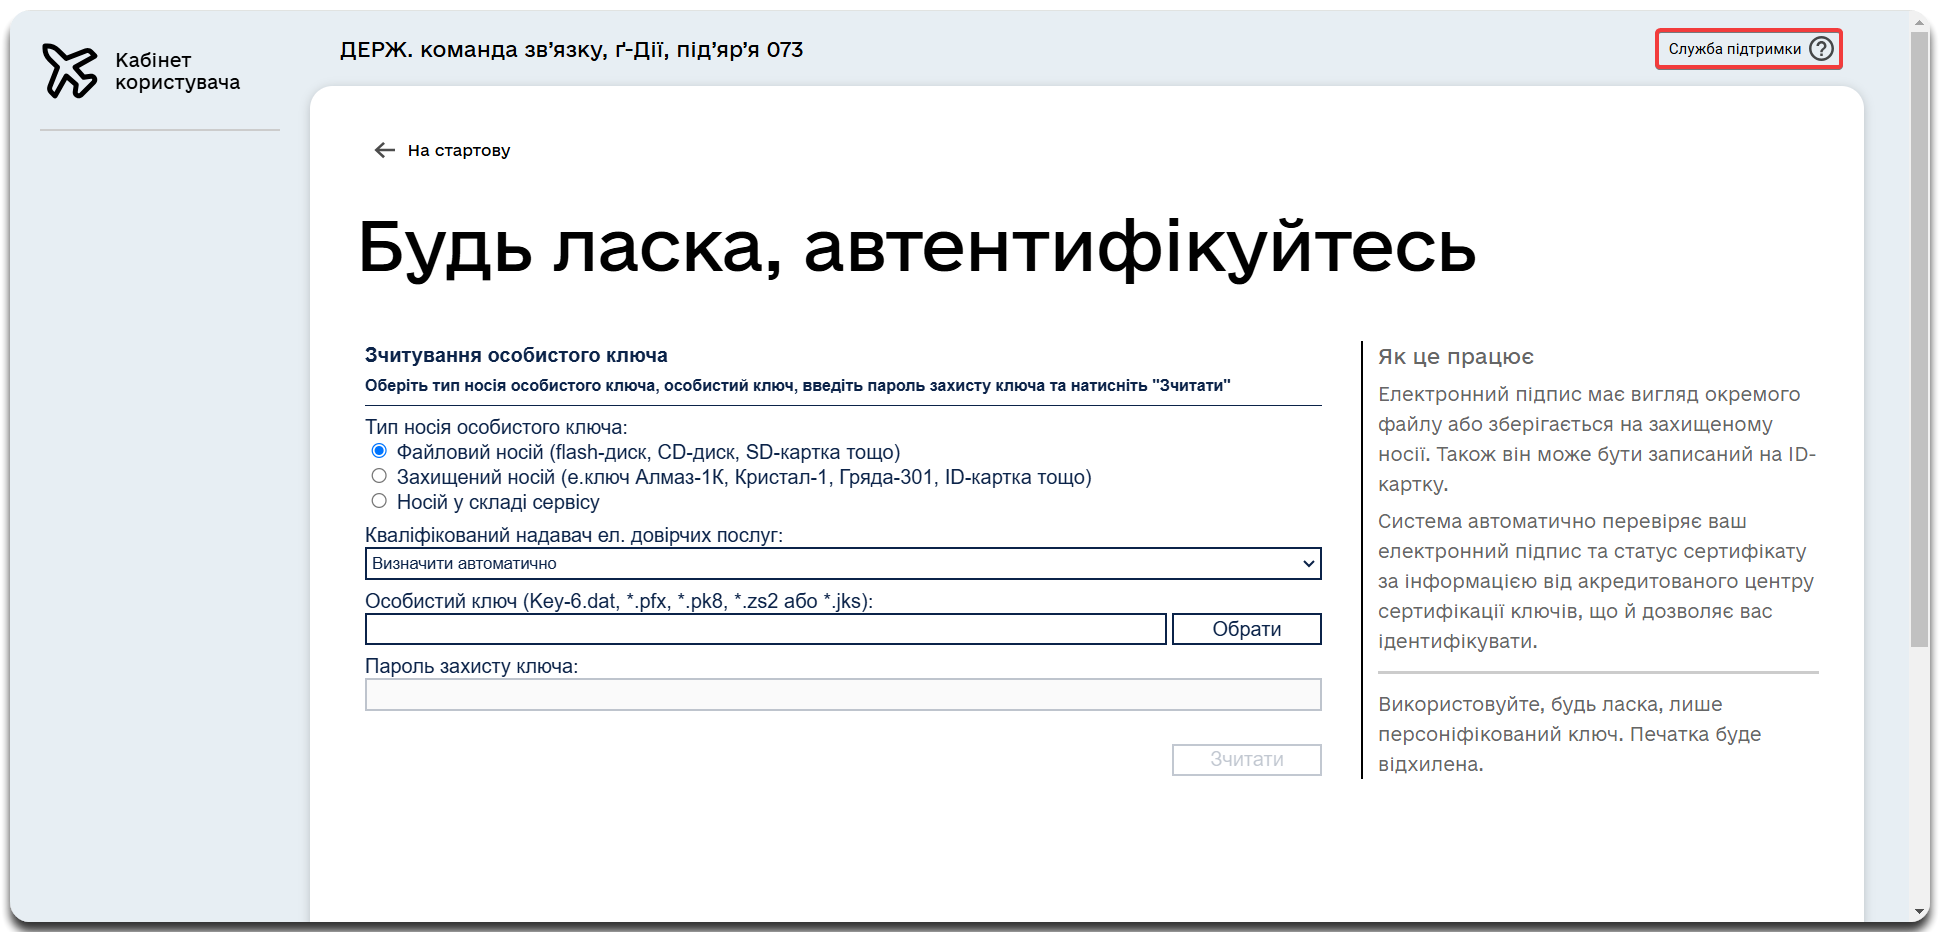 Кабінет
користувача
ДЕРЖ. команда зв’язку, ґ-Дії, під’яр’я 073
Служба підтримки ?
На стартову
Будь ласка, автентифікуйтесь
Зчитування особистого ключа
Оберіть тип носія особистого ключа, особистий ключ, введіть пароль захисту ключа та натисніть "Зчитати"
Тип носія особистого ключа:
Файловий носій (flash-диск, CD-диск, SD-картка тощо)
Захищений носій (е.ключ Алмаз-1К, Кристал-1, Гряда-301, ID-картка тощо)
Носій у складі сервісу
Кваліфікований надавач ел. довірчих послуг:
Визначити автоматично
Особистий ключ (Key-6.dat, *.pfx, *.pk8, *.zs2 або *.jks):
Обрати
Пароль захисту ключа:
Зчитати
Як це працює
Електронний підпис має вигляд окремого
файлу або зберігається на захищеному
носії. Також він може бути записаний на ID-
картку.
Система автоматично перевіряє ваш
електронний підпис та статус сертифікату
за інформацією від акредитованого центру
сертифікації ключів, що й дозволяє вас
ідентифікувати.
Використовуйте, будь ласка, лише
персоніфікований ключ. Печатка буде
відхилена.